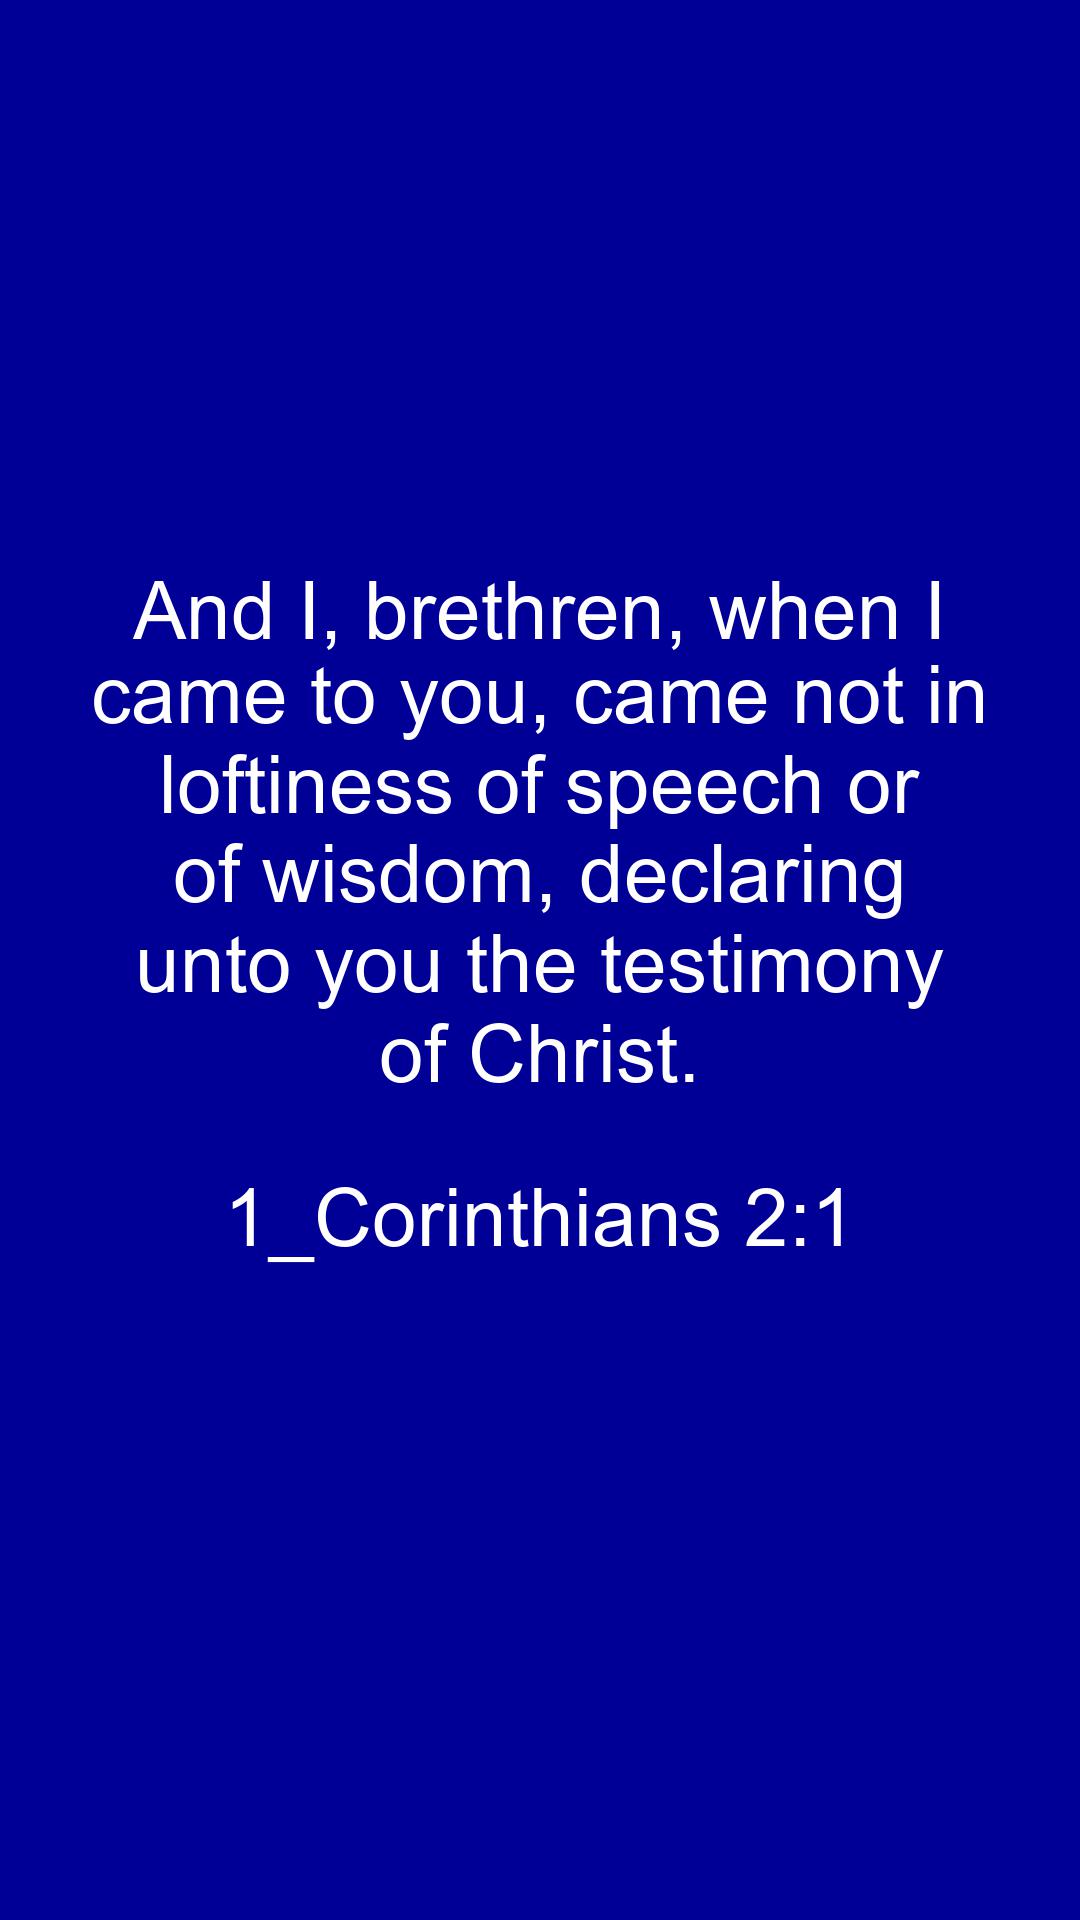 And I, brethren, when I
came to you, came not in
loftiness of speech or
of wisdom, declaring
unto you the testimony
of Christ.
1_Corinthians 2:1